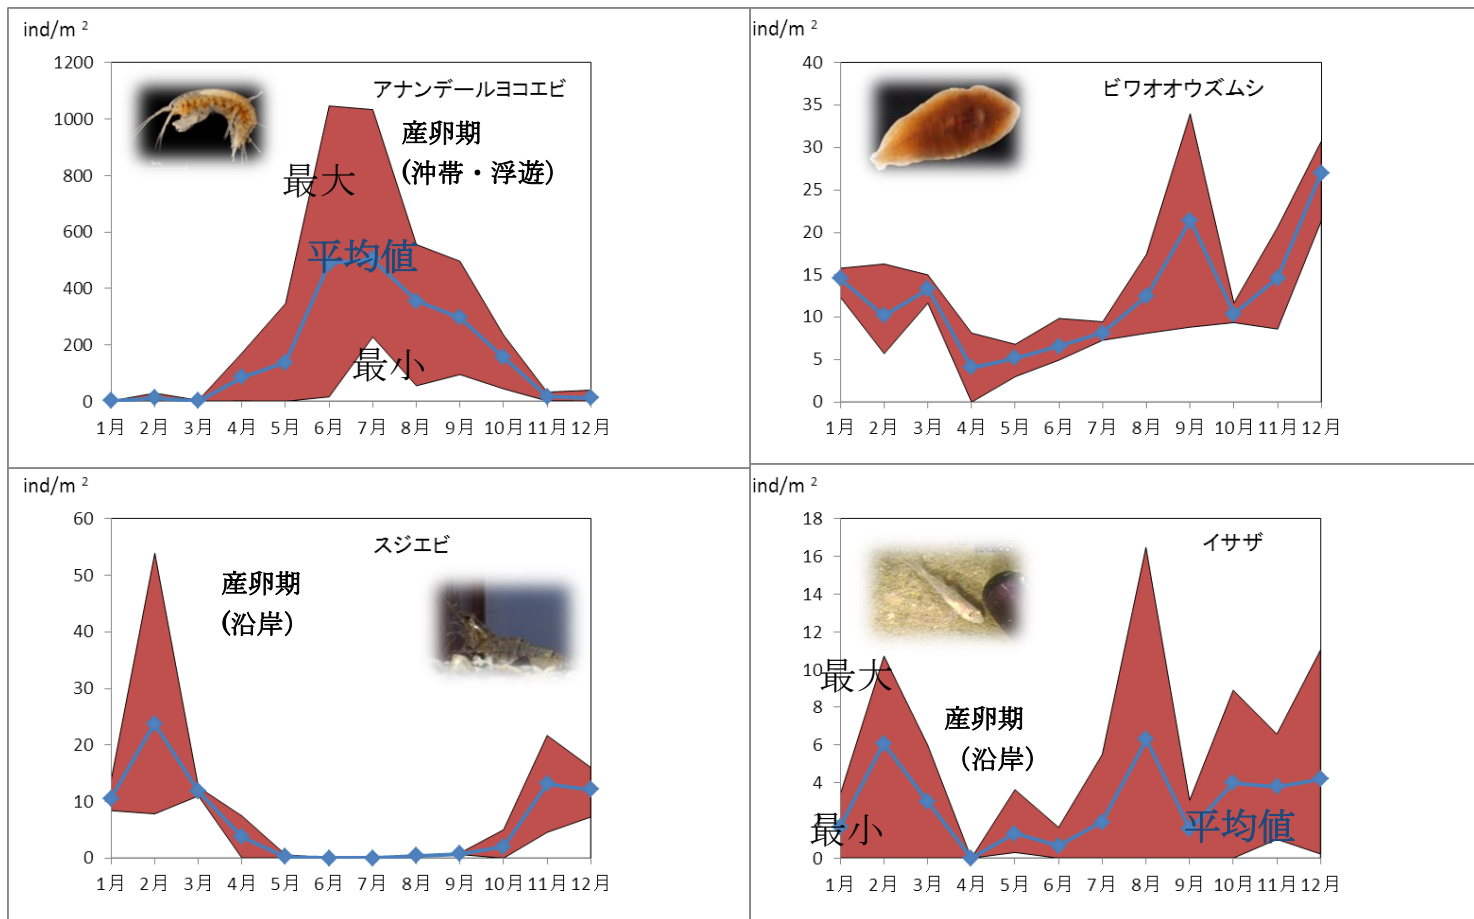 ind/m ²
1200
1000
800
600
400
200
0
アナンデールヨコエビ
産卵期
(沖帯・浮遊)
最大
平均値
最小
1月 2月 3月 4月 5月 6月 7月 8月 9月 10月 11月 12月
ind/m ²
40
35
30
25
20
15
10
5
0
ビワオオウズムシ
1月 2月 3月 4月 5月 6月 7月 8月 9月 10月 11月 12月
ind/m ²
60
50
40
30
20
10
0
スジエビ
産卵期
(沿岸)
1月 2月 3月 4月 5月 6月 7月 8月 9月 10月 11月 12月
ind/m ²
18
16
14
12
10
8
6
4
2
0
イサザ
最大
産卵期
(沿岸)
最小
平均値
1月 2月 3月 4月 5月 6月 7月 8月 9月 10月 11月 12月